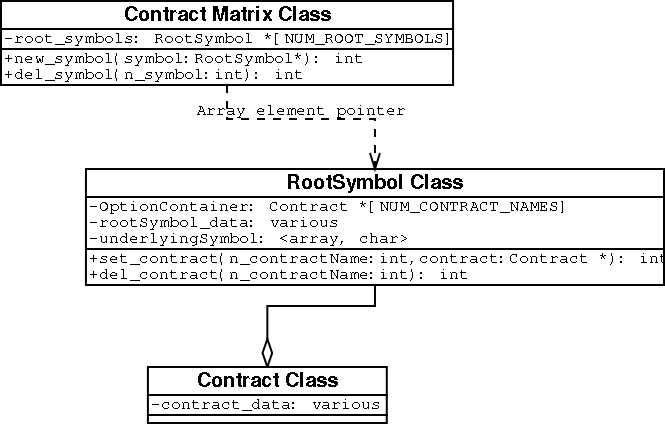 Contract Matrix Class
-root_symbols: RootSymbol *[NUM_ROOT_SYMBOLS]
+new_symbol(symbol:RootSymbol*): int
+del_symbol(n_symbol:int): int
Array element pointer
RootSymbol Class
-OptionContainer: Contract *[NUM_CONTRACT_NAMES]
-rootSymbol_data: various
-underlyingSymbol: <array, char>
+set_contract(n_contractName:int,contract:Contract *): int
+del_contract(n_contractName:int): int
Contract Class
-contract_data: various